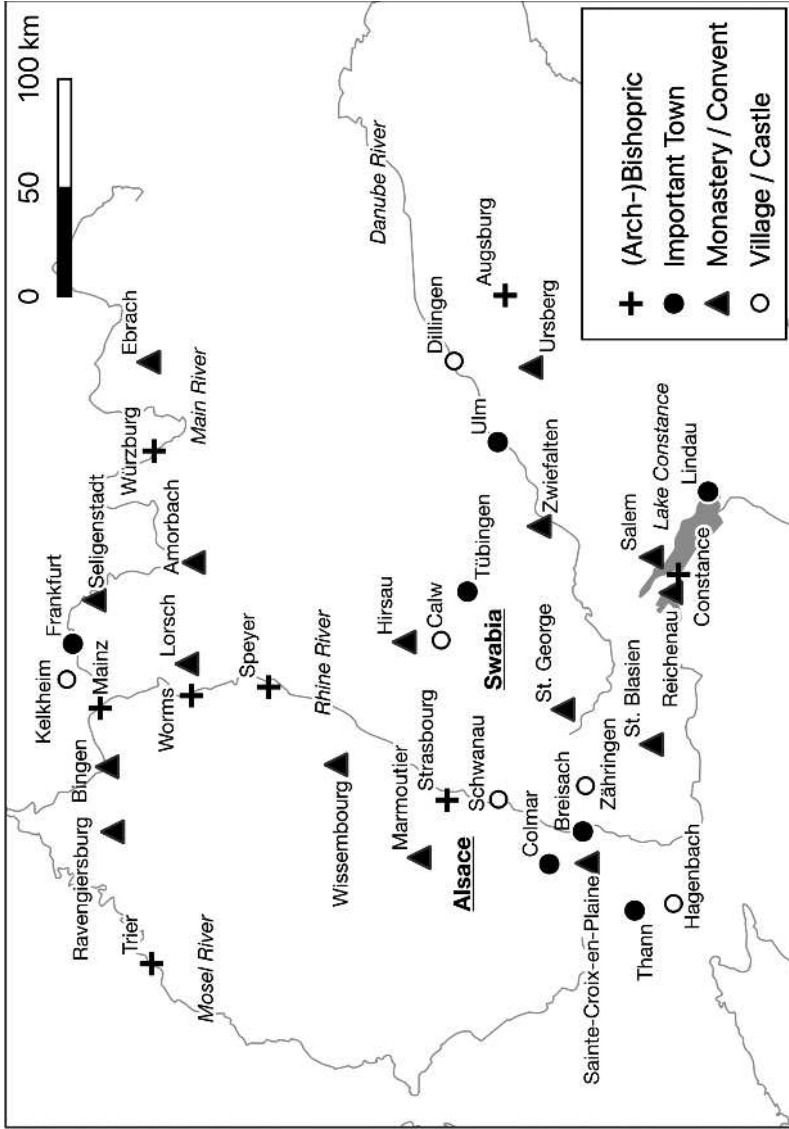 0 50 100 km
Kelkheim
Frankfurt
Seligenstadt
Würzburg
Ebrach
Mainz
Bingen
Ravengiersburg
Trier
Mosel River
Worms
Lorsch
Amorbach
Main River
Speyer
Rhine River
Wissembourg
Hirsau
Calw
Marmoutier
Strasbourg
Alsace
Schwanau
Swabia
Tübingen
Ulm
Dillingen
Danube River
Augsburg
Ursberg
Zwiefalten
St. George
Colmar
Breisach
Zähringen
Sainte-Croix-en-Plaine
St. Blasien
Thann
Hagenbach
Reichenau
Salem
Constance
Lake Constance
Lindau
(Arch-)Bishopric
Important Town
Monastery / Convent
Village / Castle